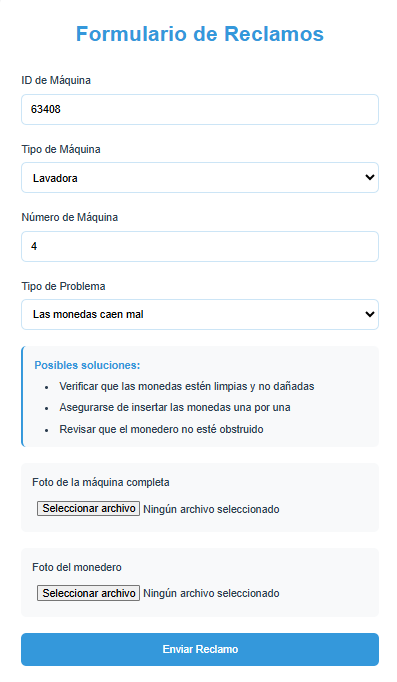 Formulario de Reclamos
ID de Máquina
63408
Tipo de Máquina
Lavadora
Número de Máquina
4
Tipo de Problema
Las monedas caen mal
Posibles soluciones:
• Verificar que las monedas estén limpias y no dañadas
• Asegurarse de insertar las monedas una por una
• Revisar que el monedero no esté obstruido
Foto de la máquina completa
Seleccionar archivo Ningún archivo seleccionado
Foto del monedero
Seleccionar archivo Ningún archivo seleccionado
Enviar Reclamo